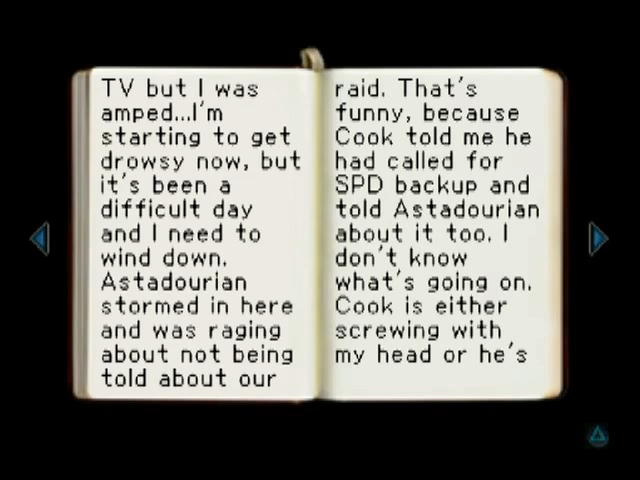 TV but I was
amped...I'm
starting to get
drowsy now, but
it's been a
difficult day
and I need to
wind down.
Astadourian
stormed in here
and was raging
about not being
told about our
raid. That's
funny, because
Cook told me he
had called for
SPD backup and
told Astadourian
about it too. I
don't know
what's going on.
Cook is either
screwing with
my head or he's